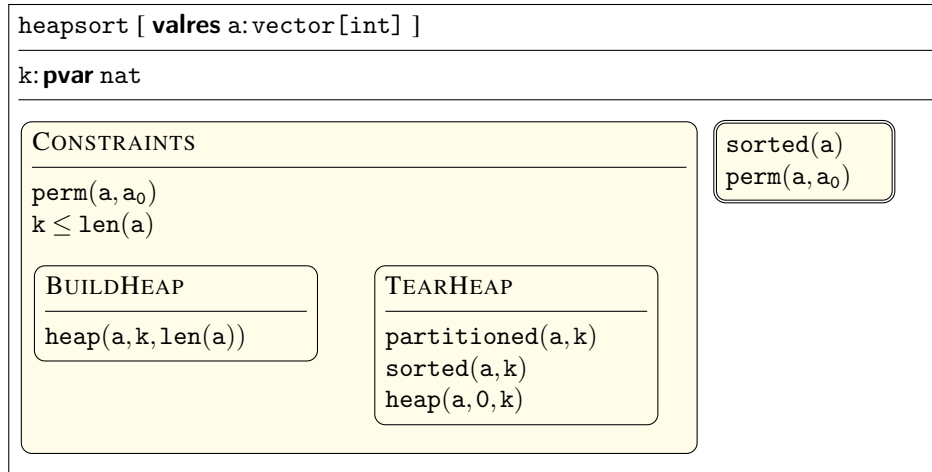 heapsort [ valres a: vector[int] ]
k: pvar nat
CONSTRAINTS
perm(a, a₀)
k ≤ len(a)
BUILDHEAP
heap(a, k, len(a))
TEARHEAP
partitioned(a, k)
sorted(a, k)
heap(a, 0, k)
sorted(a)
perm(a, a₀)